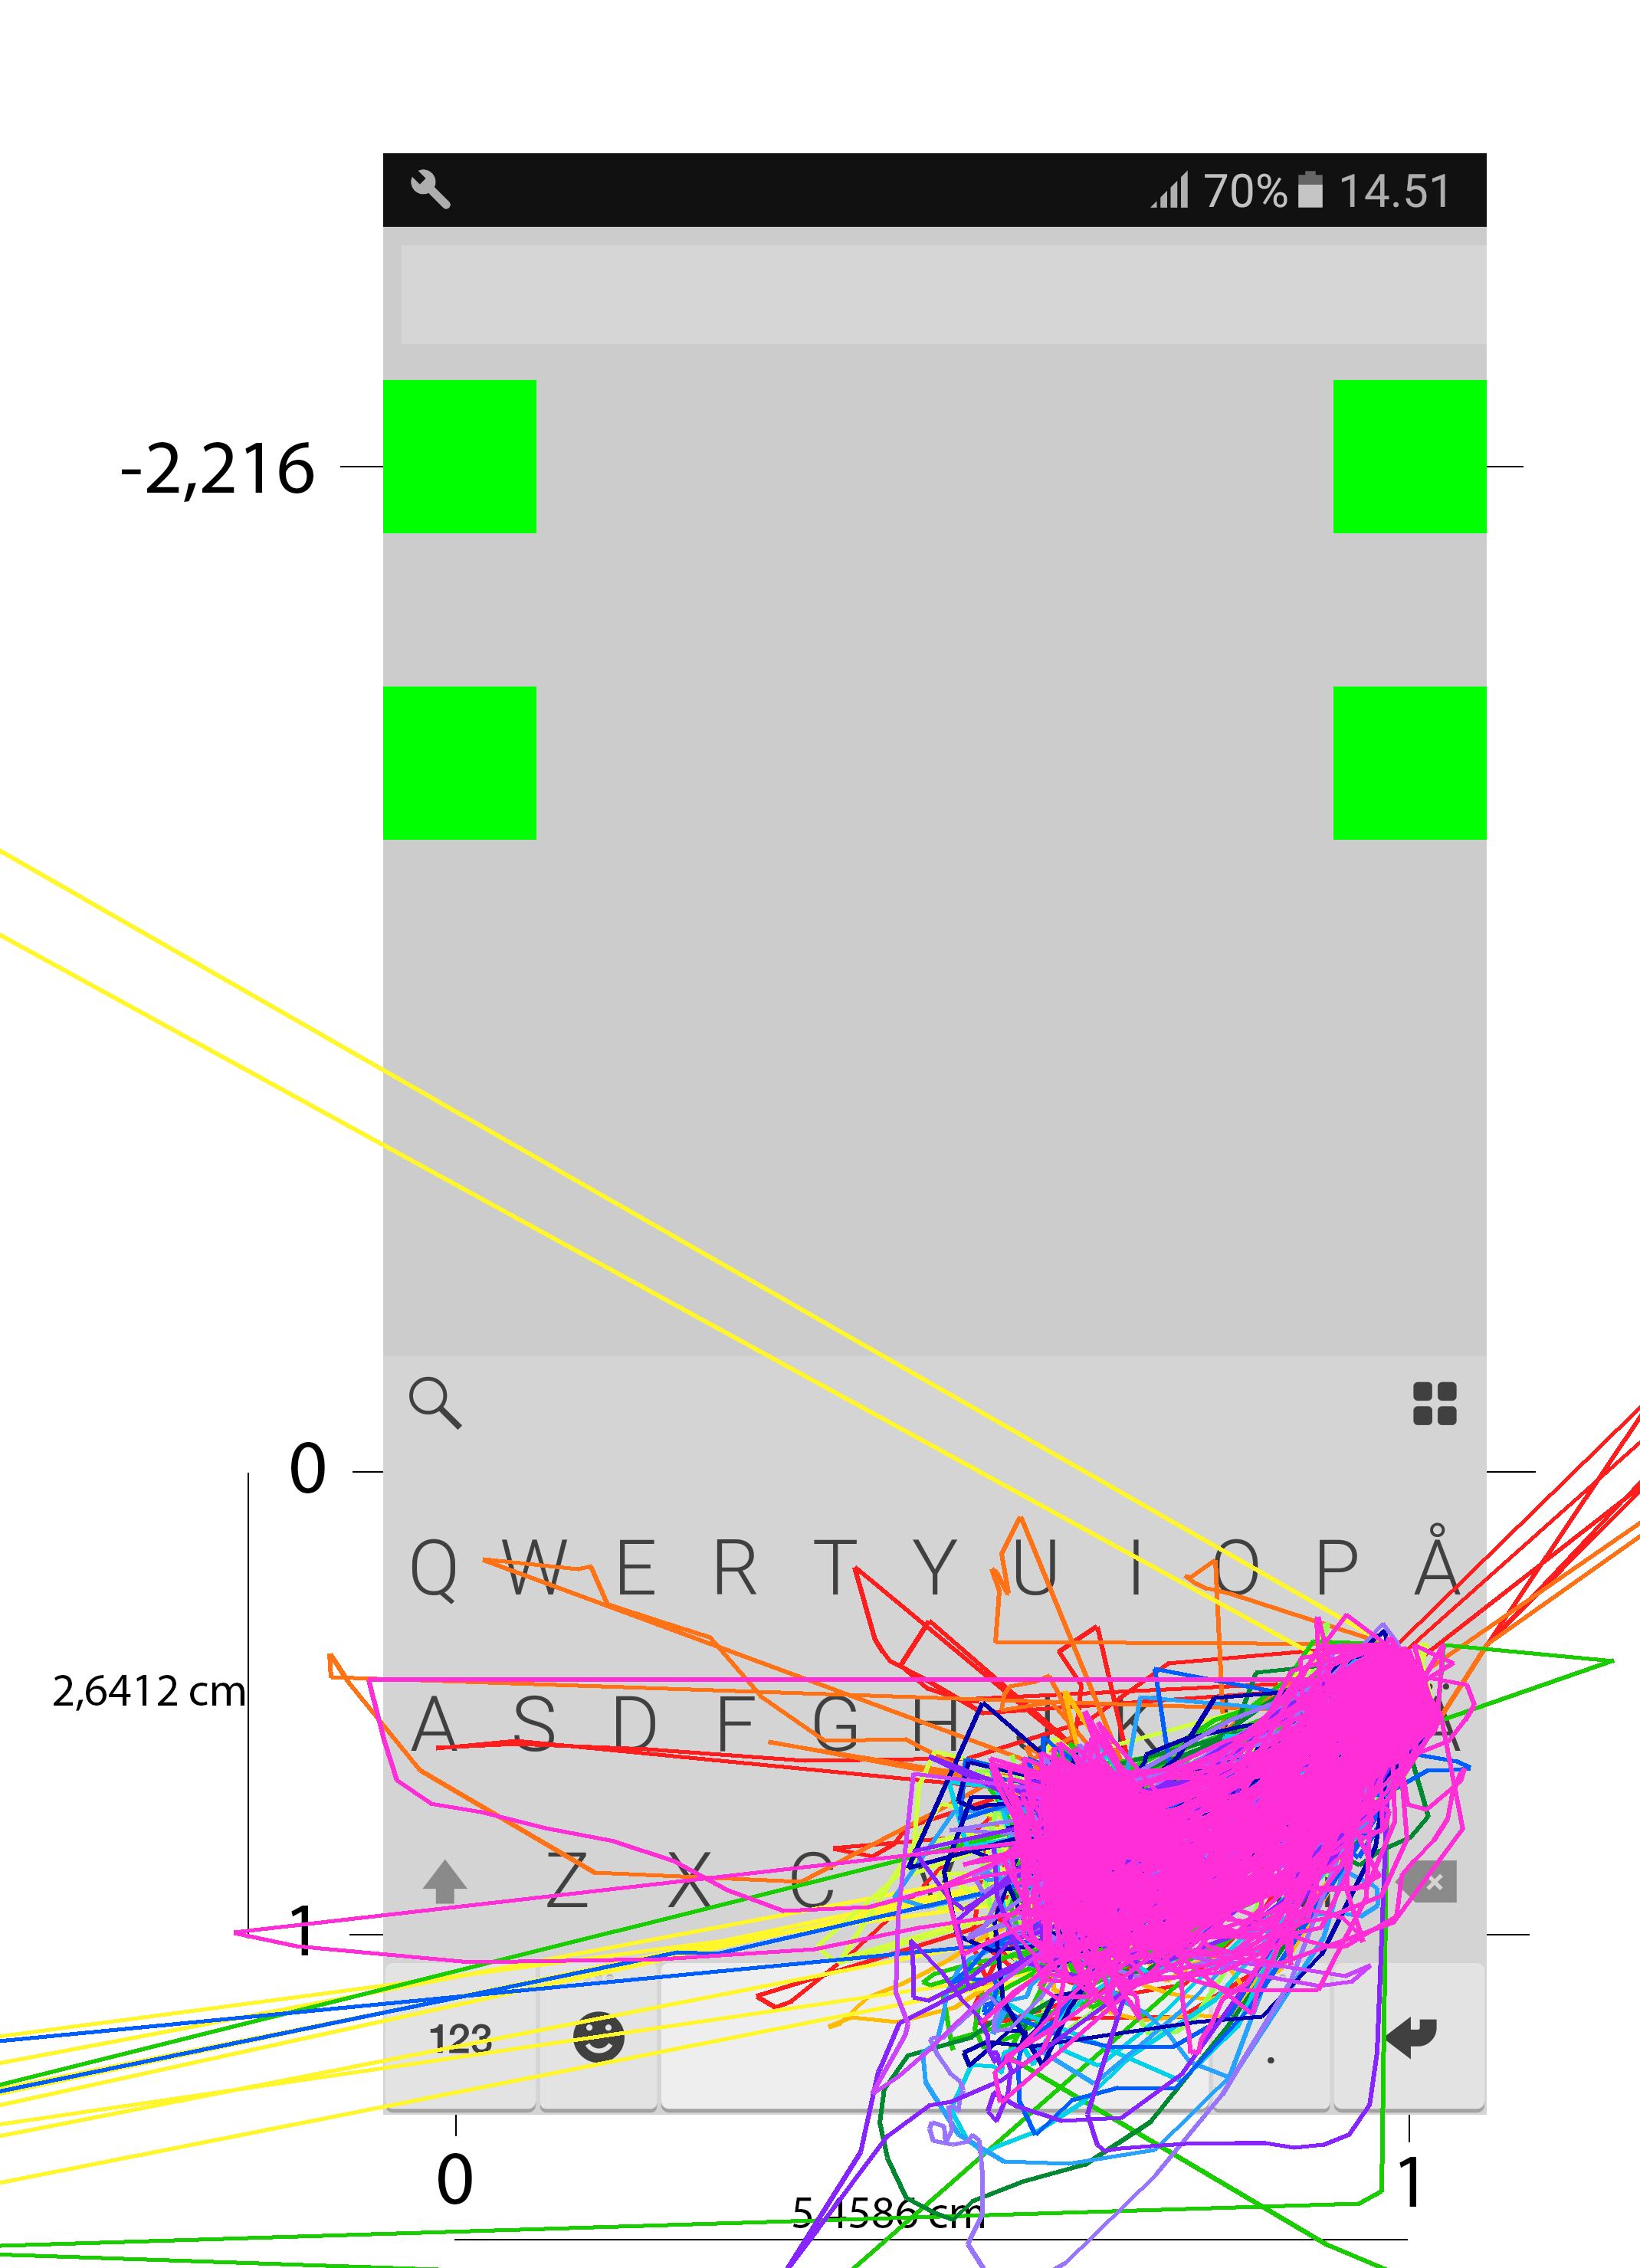 70% 14.51
-2,216
0
Q W E R T Y U I O P Å
2,6412 cm
A S D F G H K
Z X C
1
123
.
0 1
5,4586 cm